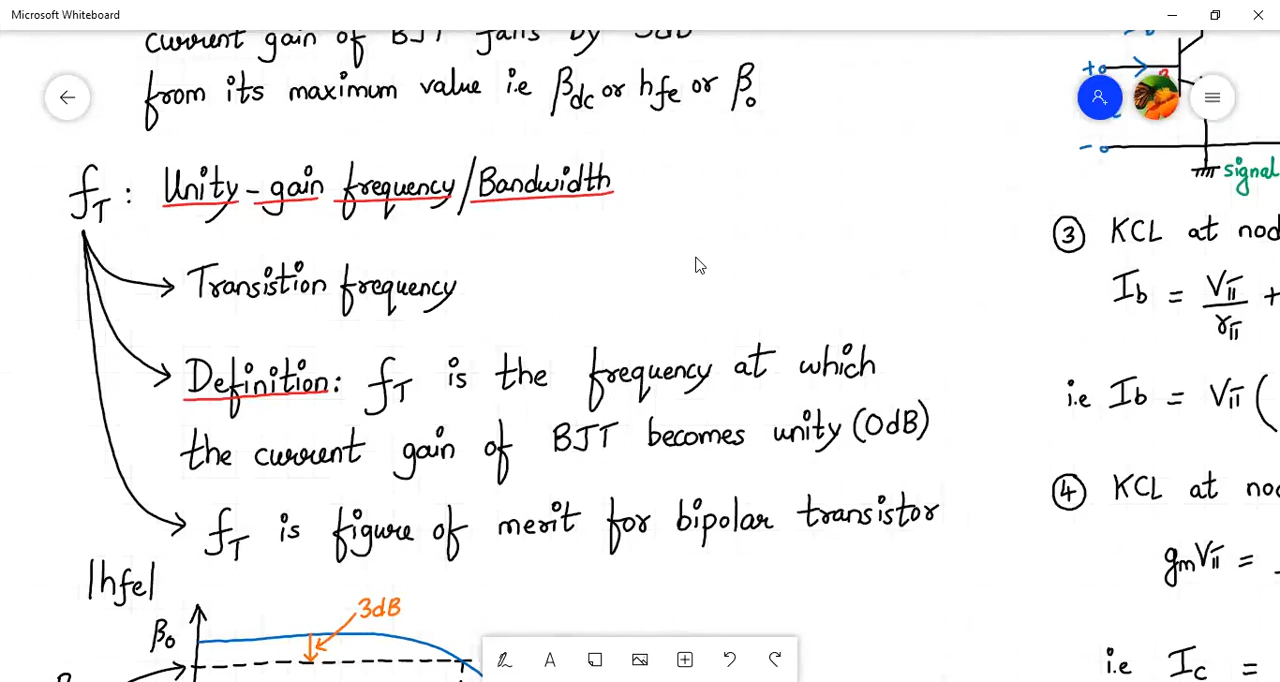 Microsoft Whiteboard
current gain of BJT falls by 3dB
from its maximum value i.e βdc or hfe or β0
fT : Unity-gain frequency/Bandwidth
Transistion frequency
Definition: fT is the frequency at which
the current gain of BJT becomes unity (0dB)
fT is figure of merit for bipolar transistor
|hfe|
β0
3dB
+
-
signal
③ KCL at nod
Ib = Vπ/rπ +
i.e Ib = Vπ (
④ KCL at nod
gmVπ =
i.e Ic =